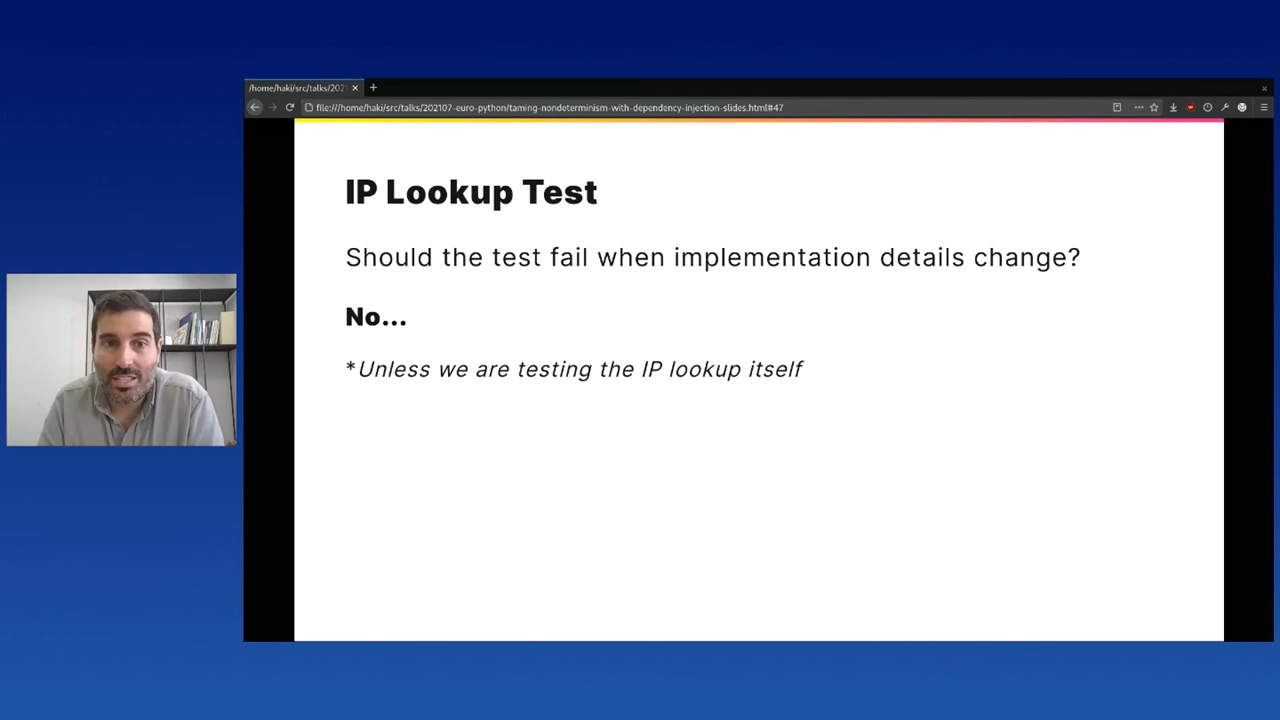 /home/haki/src/talks/202
file:///home/haki/src/talks/202107-euro-python/taming-nondeterminism-with-dependency-injection-slides.html#47
IP Lookup Test
Should the test fail when implementation details change?
No...
*Unless we are testing the IP lookup itself